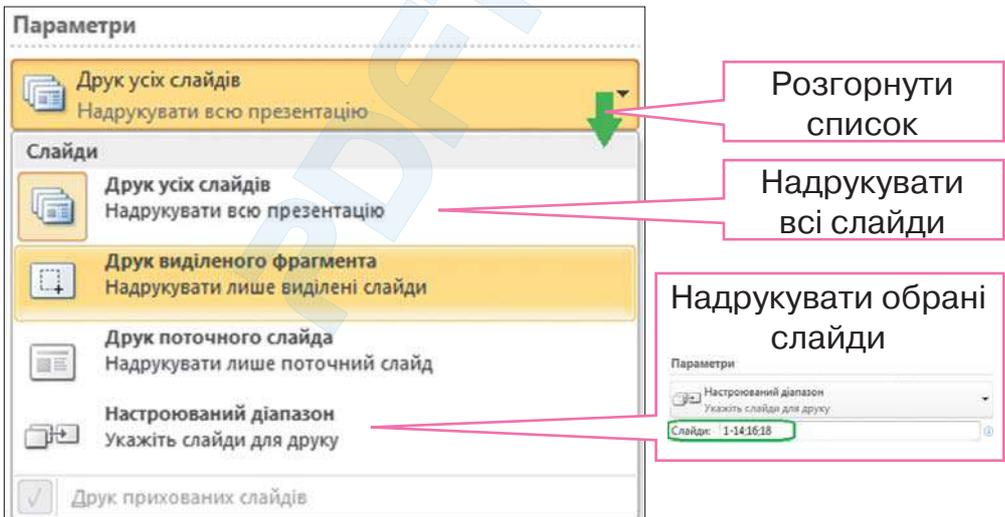 Параметри
Друк усіх слайдів
Надрукувати всю презентацію
Слайди
Друк усіх слайдів
Надрукувати всю презентацію
Друк виділеного фрагмента
Надрукувати лише виділені слайди
Друк поточного слайда
Надрукувати лише поточний слайд
Настроюваний діапазон
Укажіть слайди для друку
Друк прихованих слайдів
Розгорнути
список
Надрукувати
всі слайди
Надрукувати обрані
слайди
Параметри
Настроюваний діапазон
Укажіть слайди для друку
Слайди: 1-14;16;18
PDF